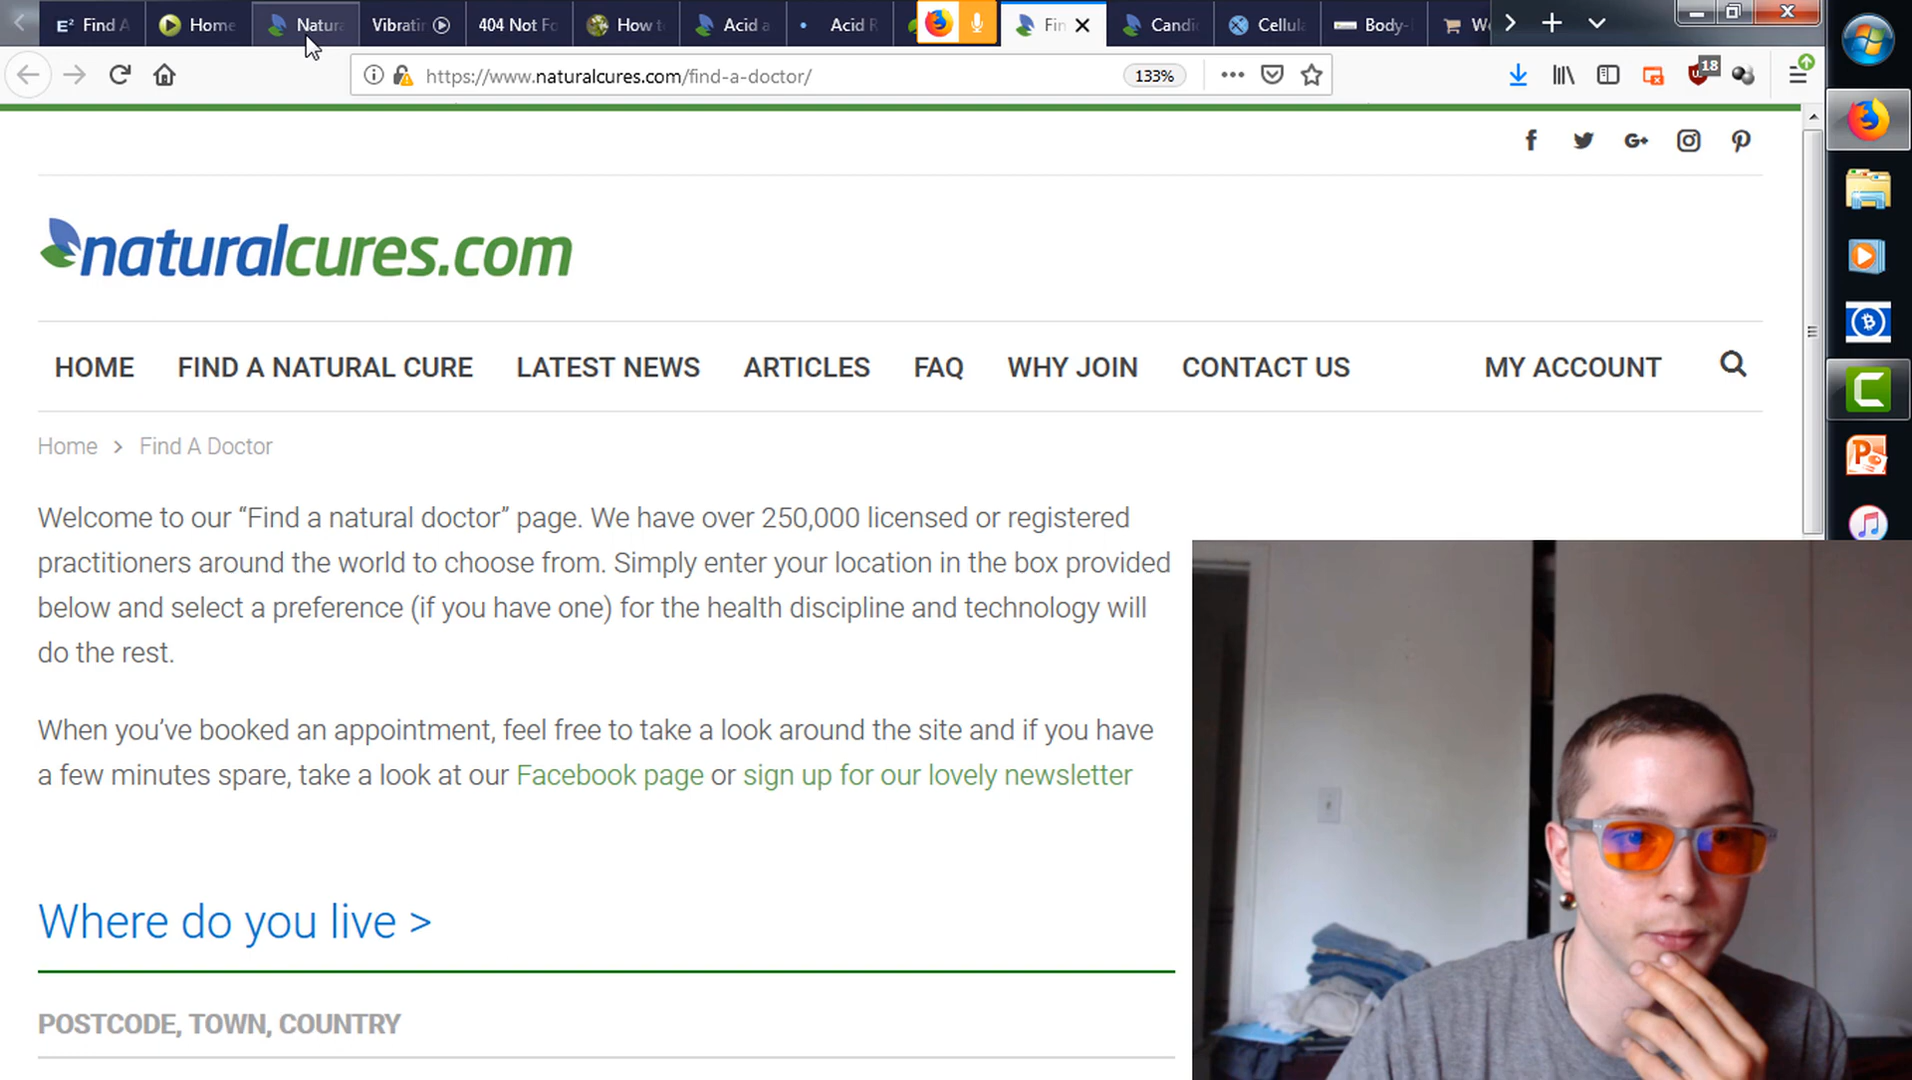 E² Find A
Home
Natura
Vibratin
404 Not Fo
How to
Acid a
Acid R
Fin
Candi
Cellula
Body-
W
https://www.naturalcures.com/find-a-doctor/
133%
18
naturalcures.com
HOME FIND A NATURAL CURE LATEST NEWS ARTICLES FAQ WHY JOIN CONTACT US MY ACCOUNT
Home > Find A Doctor
Welcome to our “Find a natural doctor” page. We have over 250,000 licensed or registered
practitioners around the world to choose from. Simply enter your location in the box provided
below and select a preference (if you have one) for the health discipline and technology will
do the rest.
When you’ve booked an appointment, feel free to take a look around the site and if you have
a few minutes spare, take a look at our Facebook page or sign up for our lovely newsletter
Where do you live >
POSTCODE, TOWN, COUNTRY